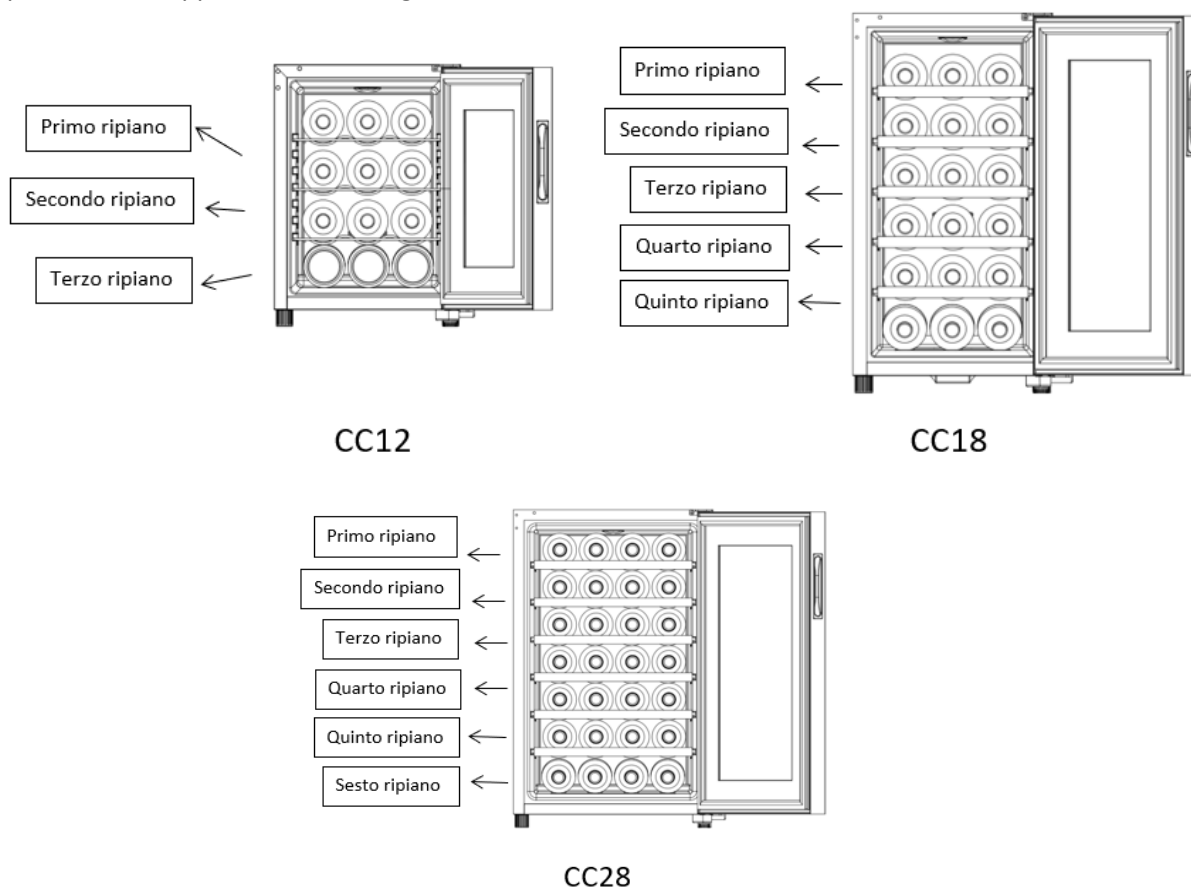 Primo ripiano
Secondo ripiano
Terzo ripiano
CC12
Primo ripiano
Secondo ripiano
Terzo ripiano
Quarto ripiano
Quinto ripiano
CC18
Primo ripiano
Secondo ripiano
Terzo ripiano
Quarto ripiano
Quinto ripiano
Sesto ripiano
CC28